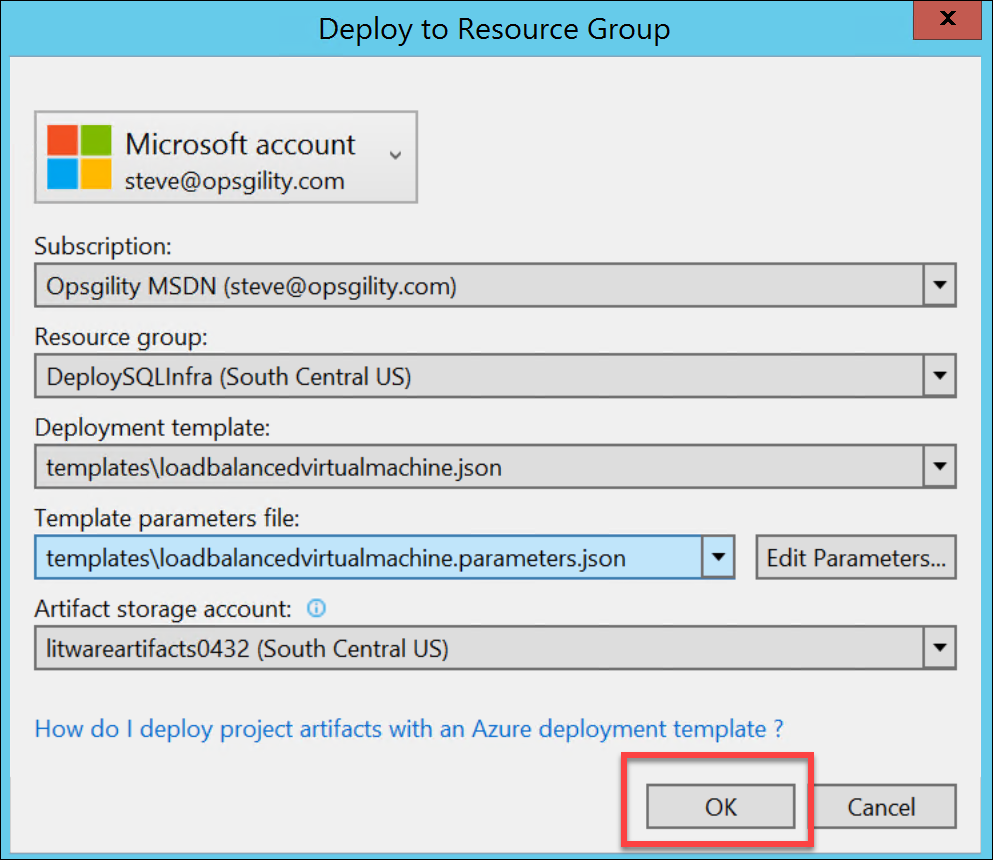 Deploy to Resource Group
x
Microsoft account
steve@opsgility.com
Subscription:
Opsgility MSDN (steve@opsgility.com)
Resource group:
DeploySQLInfra (South Central US)
Deployment template:
templates\loadbalancedvirtualmachine.json
Template parameters file:
templates\loadbalancedvirtualmachine.parameters.json
Edit Parameters...
Artifact storage account:
litwareartifacts0432 (South Central US)
How do I deploy project artifacts with an Azure deployment template ?
OK
Cancel